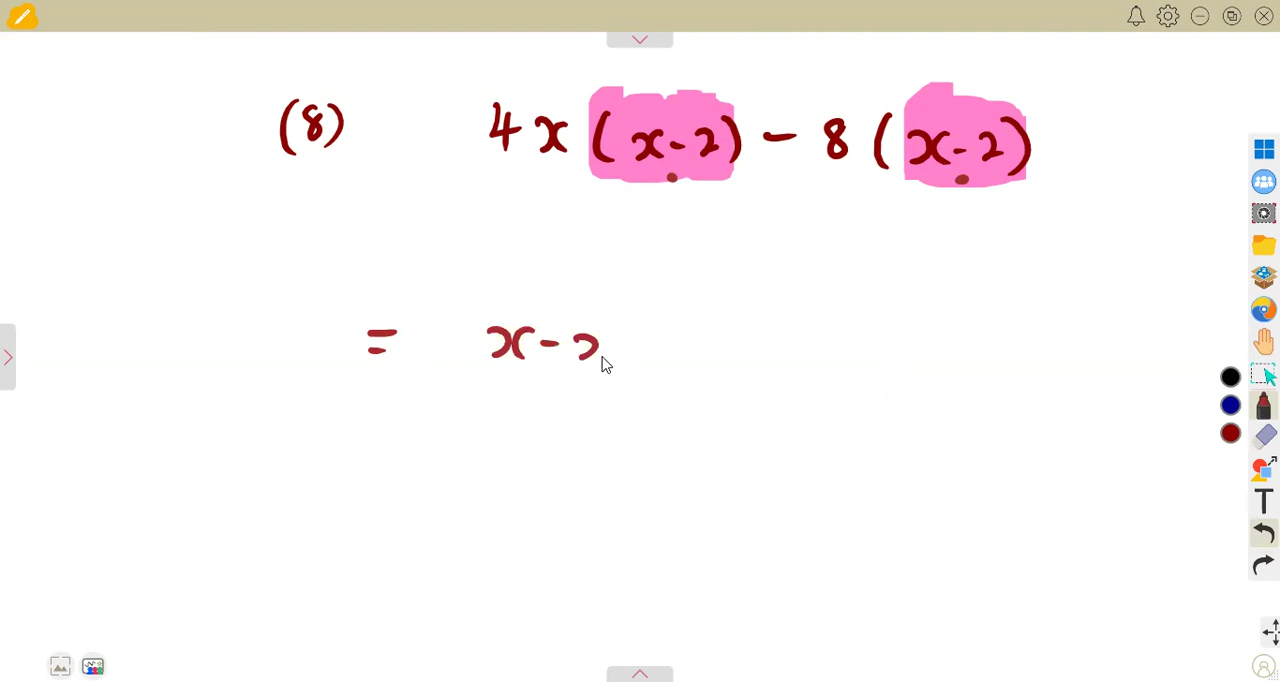 (8) 4x (x-2) - 8 (x-2)
= x-2